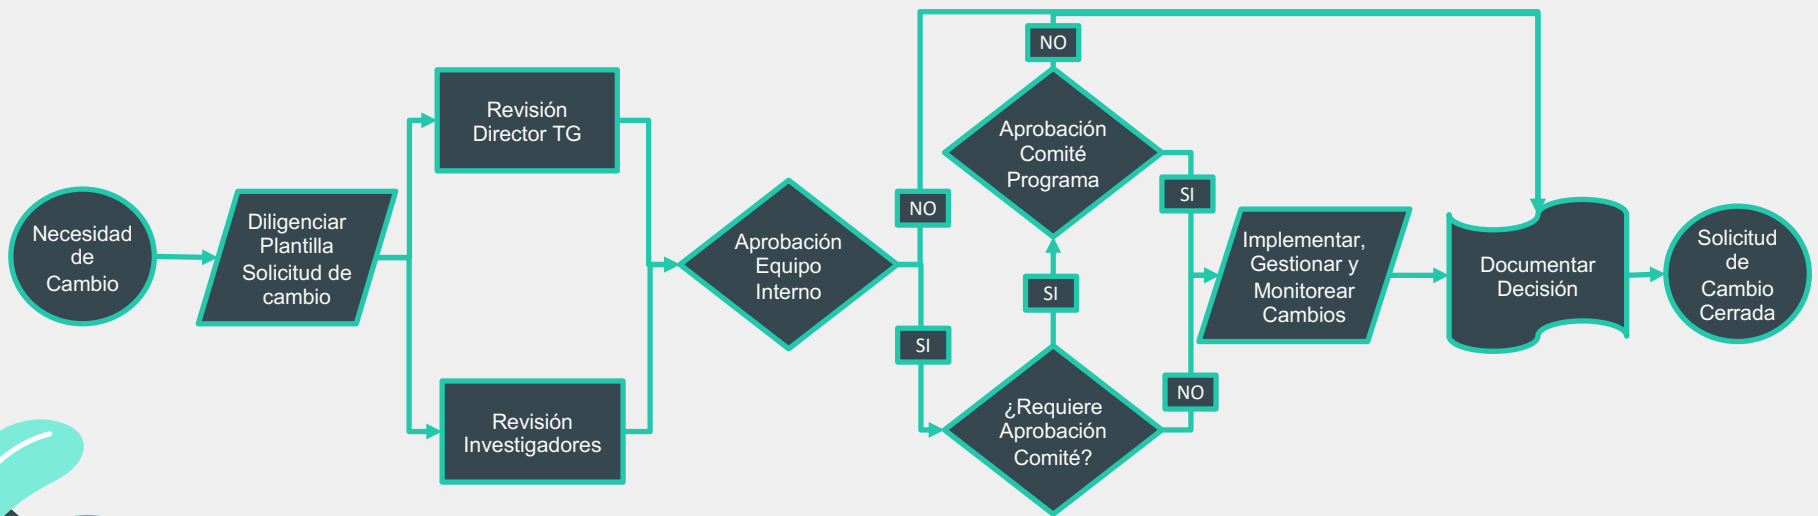 Necesidad
de
Cambio
Diligenciar
Plantilla
Solicitud de
cambio
Revisión
Director TG
Revisión
Investigadores
Aprobación
Equipo
Interno
NO
SI
NO
Aprobación
Comité
Programa
SI
SI
¿Requiere
Aprobación
Comité?
NO
Implementar,
Gestionar y
Monitorear
Cambios
Documentar
Decisión
Solicitud
de
Cambio
Cerrada